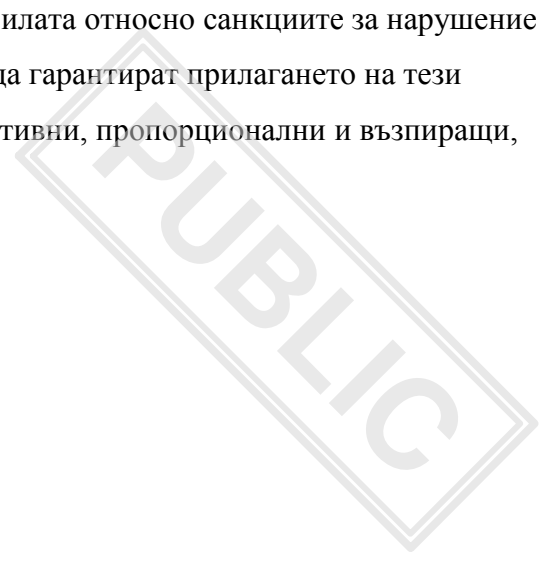 илата относно санкциите за нарушение
да гарантират прилагането на тези
тивни, пропорционални и възпиращи,
PUBLIC